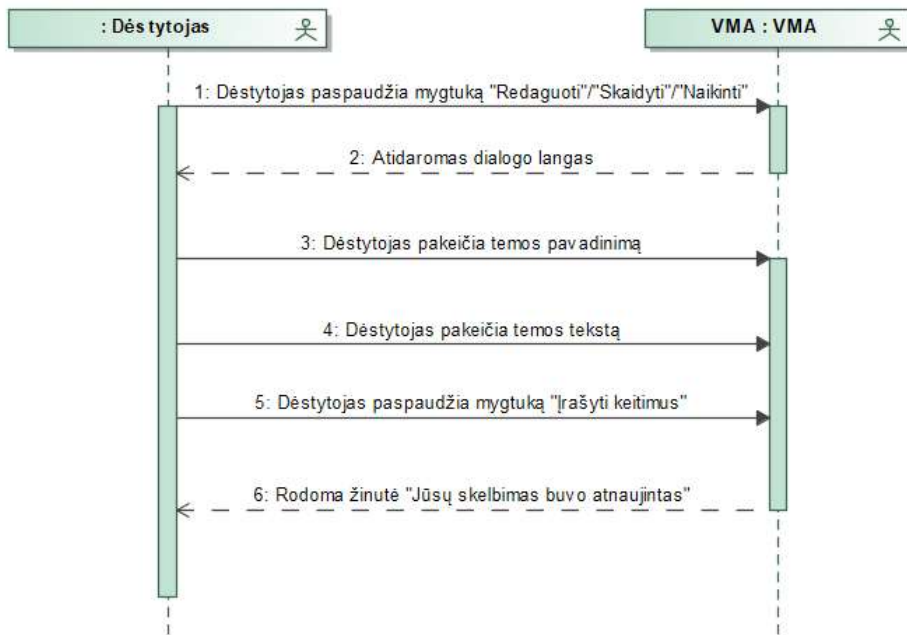 : Dėstytojas
VMA : VMA
1: Dėstytojas paspaudžia mygtuką "Redaguoti"/"Skaidyti"/"Naikinti"
2: Atidaromas dialogo langas
3: Dėstytojas pakeičia temos pavadinimą
4: Dėstytojas pakeičia temos tekstą
5: Dėstytojas paspaudžia mygtuką "Įrašyti keitimus"
6: Rodoma žinutė "Jūsų skelbimas buvo atnaujintas"